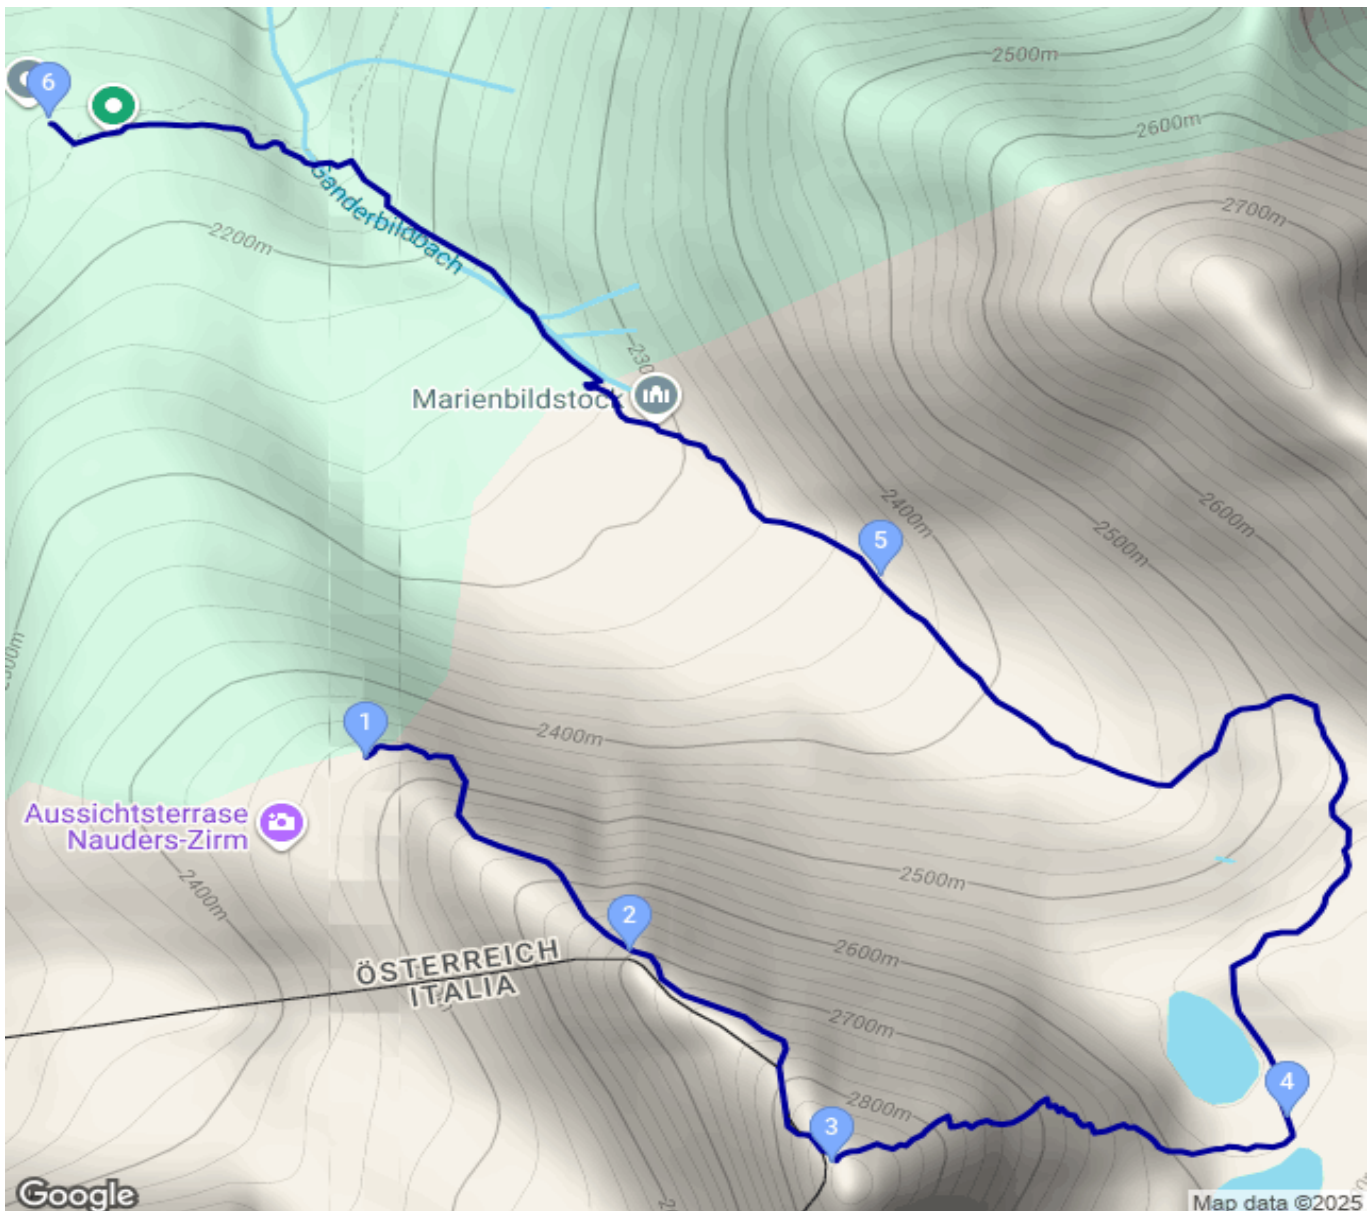 2500m
6
2600m
Ganderbildbach
2700m
2200m
Marienbildstock
2400m
2600m
2500m
5
1
2400m
Aussichtsterrase
Nauders-Zirm
2400m
2500m
2
2600m
ÖSTERREICH
ITALIA
2700m
4
2800m
3
Google
Map data ©2025